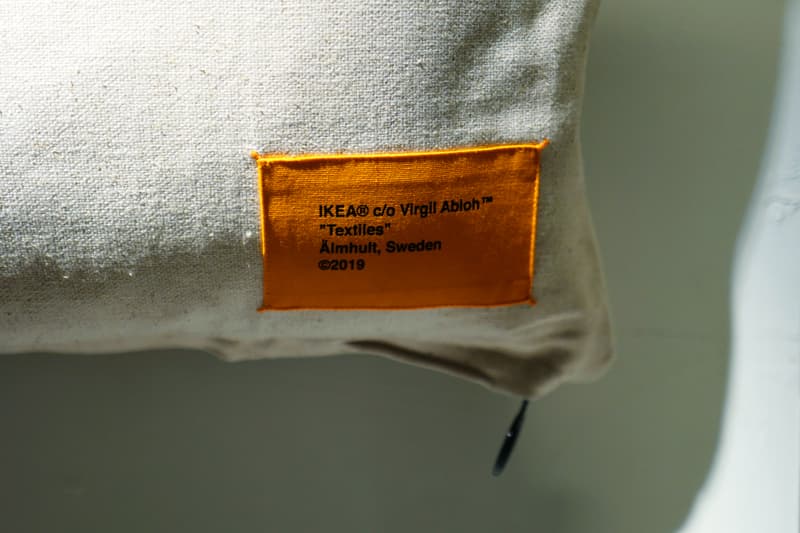 IKEA® c/o Virgil Abloh™
"Textiles"
Älmhult, Sweden
©2019